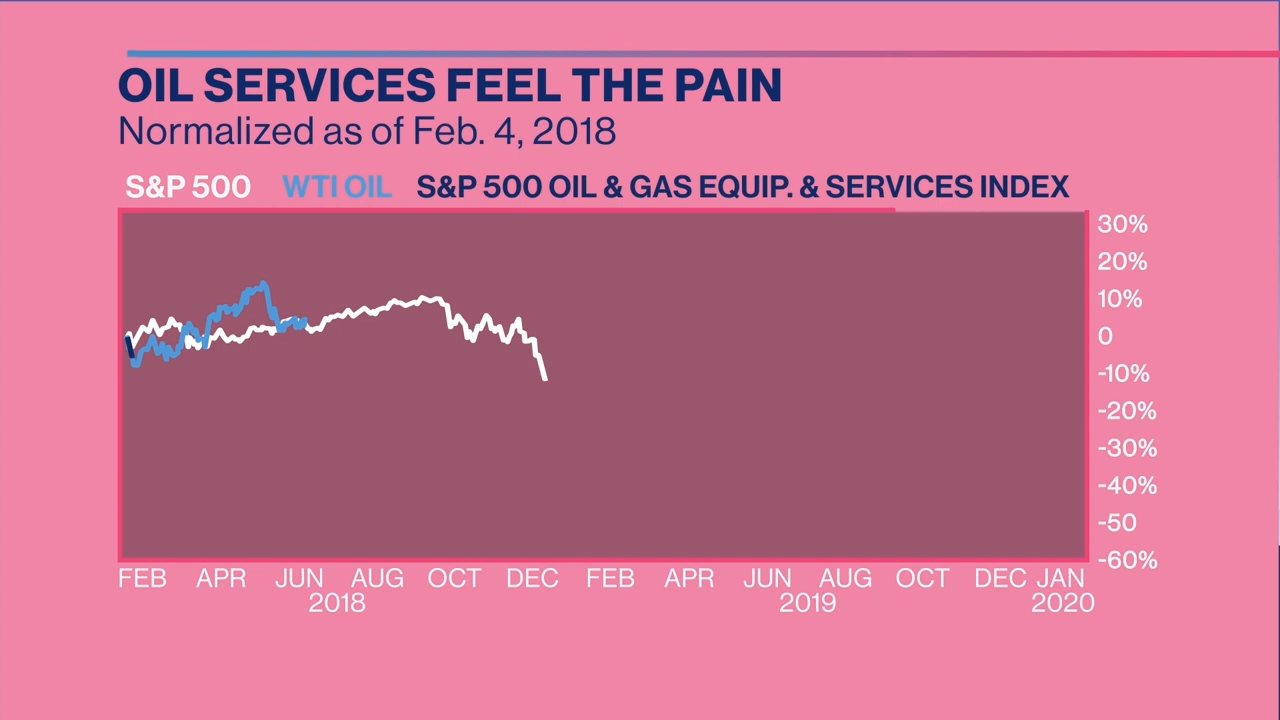 OIL SERVICES FEEL THE PAIN
Normalized as of Feb. 4, 2018
S&P 500 WTI OIL S&P 500 OIL & GAS EQUIP. & SERVICES INDEX
30%
20%
10%
0
-10%
-20%
-30%
-40%
-50
-60%
FEB APR JUN AUG OCT DEC FEB APR JUN AUG OCT DEC JAN
2018 2019 2020